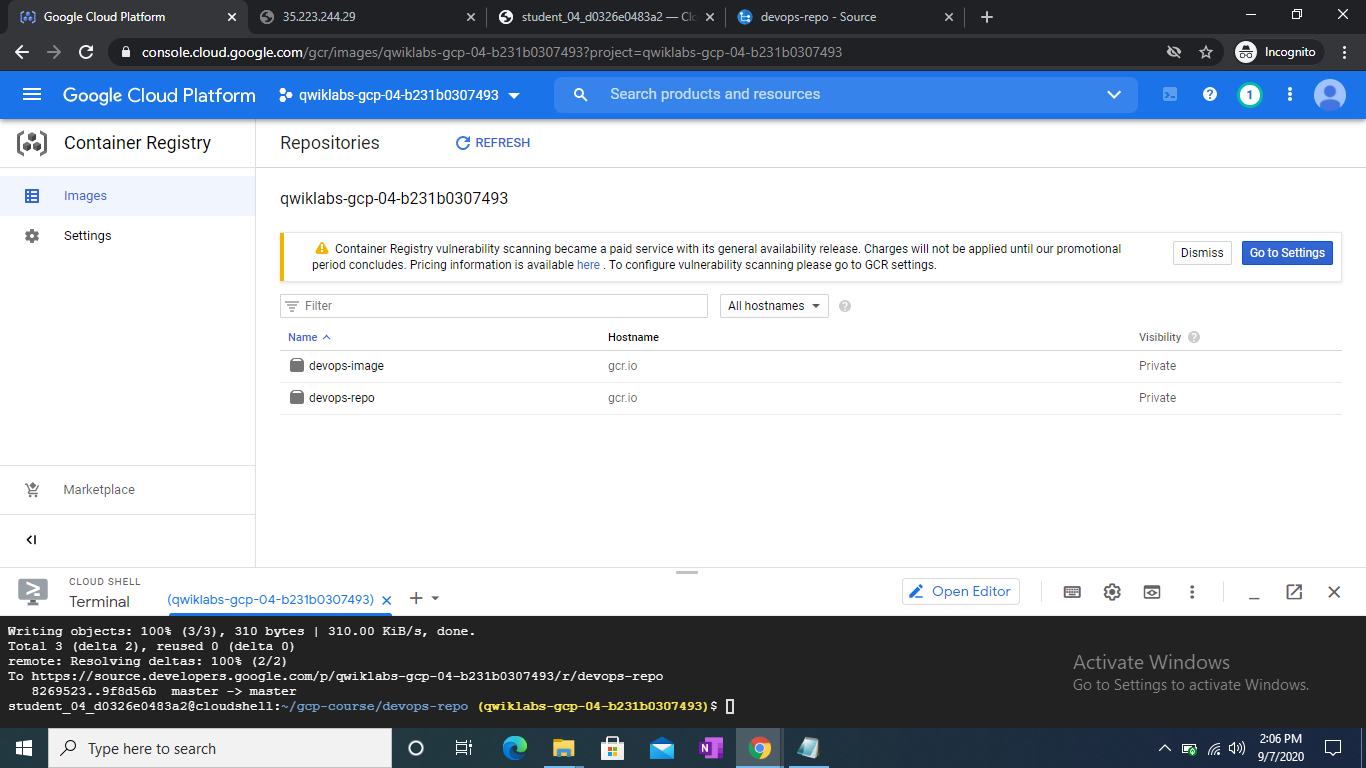 Google Cloud Platform
35.223.244.29
student_04_d0326e0483a2 — Clo
devops-repo - Source
console.cloud.google.com/gcr/images/qwiklabs-gcp-04-b231b0307493?project=qwiklabs-gcp-04-b231b0307493
Incognito
Google Cloud Platform
qwiklabs-gcp-04-b231b0307493
Search products and resources
1
Container Registry
Repositories
REFRESH
Images
Settings
qwiklabs-gcp-04-b231b0307493
Container Registry vulnerability scanning became a paid service with its general availability release. Charges will not be applied until our promotional
period concludes. Pricing information is available here . To configure vulnerability scanning please go to GCR settings.
Dismiss
Go to Settings
Filter
All hostnames
Name Hostname Visibility
devops-image gcr.io Private
devops-repo gcr.io Private
Marketplace
CLOUD SHELL
Terminal
(qwiklabs-gcp-04-b231b0307493)
Open Editor
Writing objects: 100% (3/3), 310 bytes | 310.00 KiB/s, done.
Total 3 (delta 2), reused 0 (delta 0)
remote: Resolving deltas: 100% (2/2)
To https://source.developers.google.com/p/qwiklabs-gcp-04-b231b0307493/r/devops-repo
8269523..9f8d56b master -> master
student_04_d0326e0483a2@cloudshell:~/gcp-course/devops-repo (qwiklabs-gcp-04-b231b0307493)$
Activate Windows
Go to Settings to activate Windows.
Type here to search
2:06 PM
9/7/2020